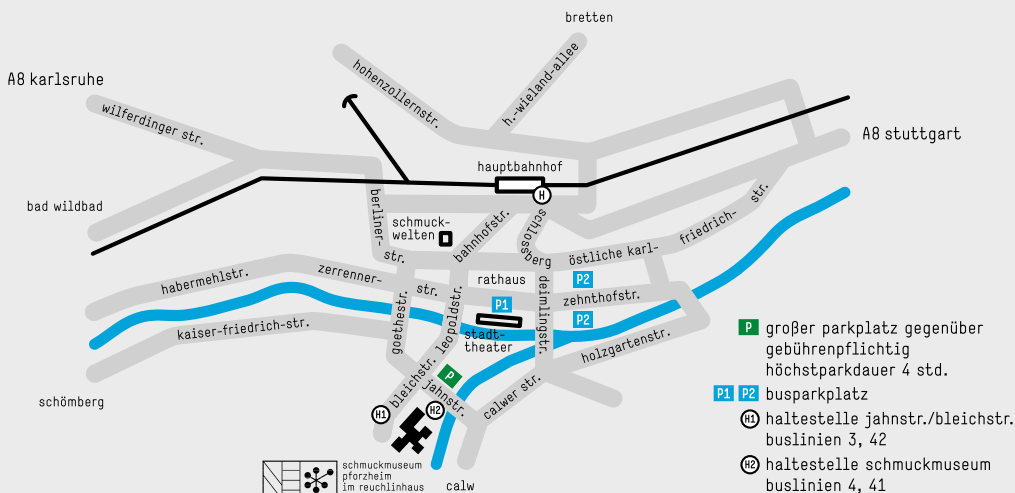 bretten
A8 karlsruhe
hohenzollernstr.
h.-wieland-allee
wilferdinger str.
A8 stuttgart
hauptbahnhof
H
bad wildbad
berliner-
str.
schmuck-
welten
bahnhofstr.
schloss
berg
östliche karl-
friedrich-
str.
habermehlstr.
zerrenner-
str.
rathaus
P2
P1
deimlingstr.
zehnthofstr.
P2
kaiser-friedrich-str.
goethestr.
leopoldstr.
stadt-
theater
holzgartenstr.
bleichstr.
P
jahnstr.
calwer str.
H1
H2
schömberg
schmuckmuseum
pforzheim
im reuchlinhaus
calw
P großer parkplatz gegenüber
gebührenpflichtig
höchstparkdauer 4 std.
P1 P2 busparkplatz
H1 haltestelle jahnstr./bleichstr.
buslinien 3, 42
H2 haltestelle schmuckmuseum
buslinien 4, 41